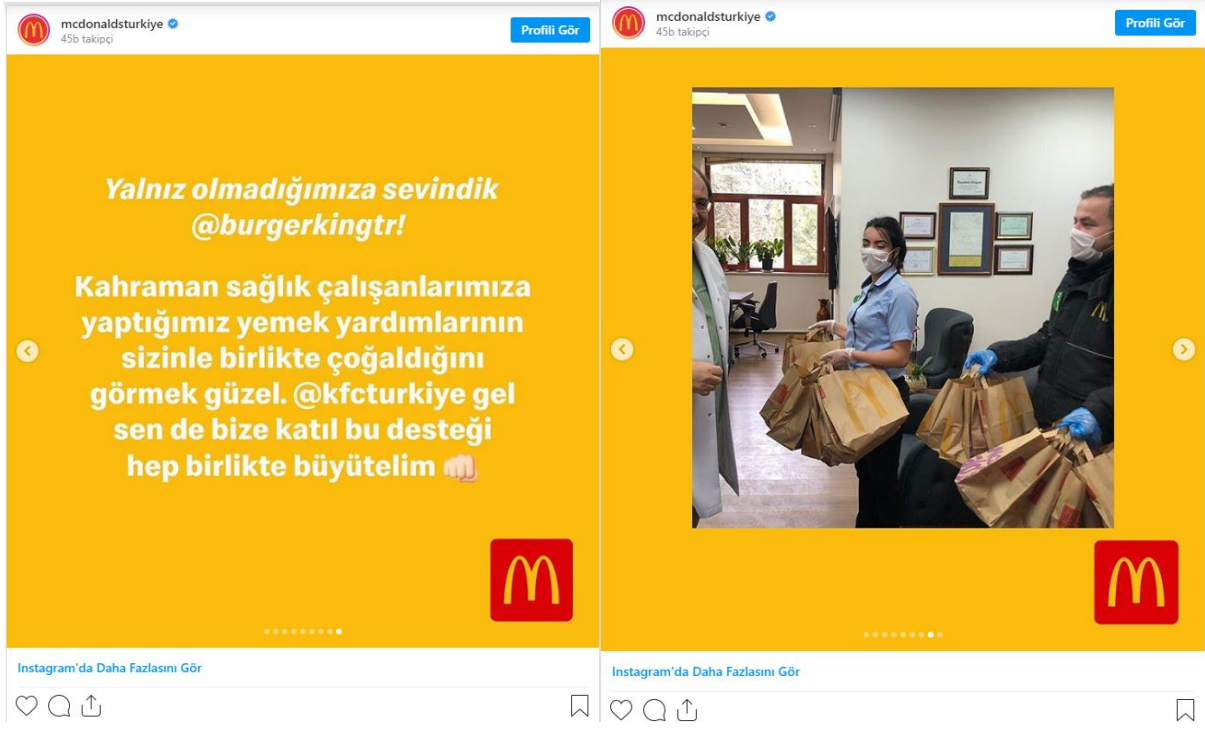 mcdonaldsturkiye
45b takipçi
Profili Gör
Yalnız olmadığımıza sevindik
@burgerkingtr!
Kahraman sağlık çalışanlarımıza
yaptığımız yemek yardımlarının
sizinle birlikte çoğaldığını
görmek güzel. @kfcturkiye gel
sen de bize katıl bu desteği
hep birlikte büyütelim 👊🏻
Instagram'da Daha Fazlasını Gör
mcdonaldsturkiye
45b takipçi
Profili Gör
Instagram'da Daha Fazlasını Gör